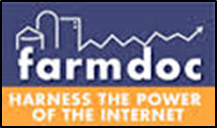 farmdoc
HARNESS THE POWER
OF THE INTERNET